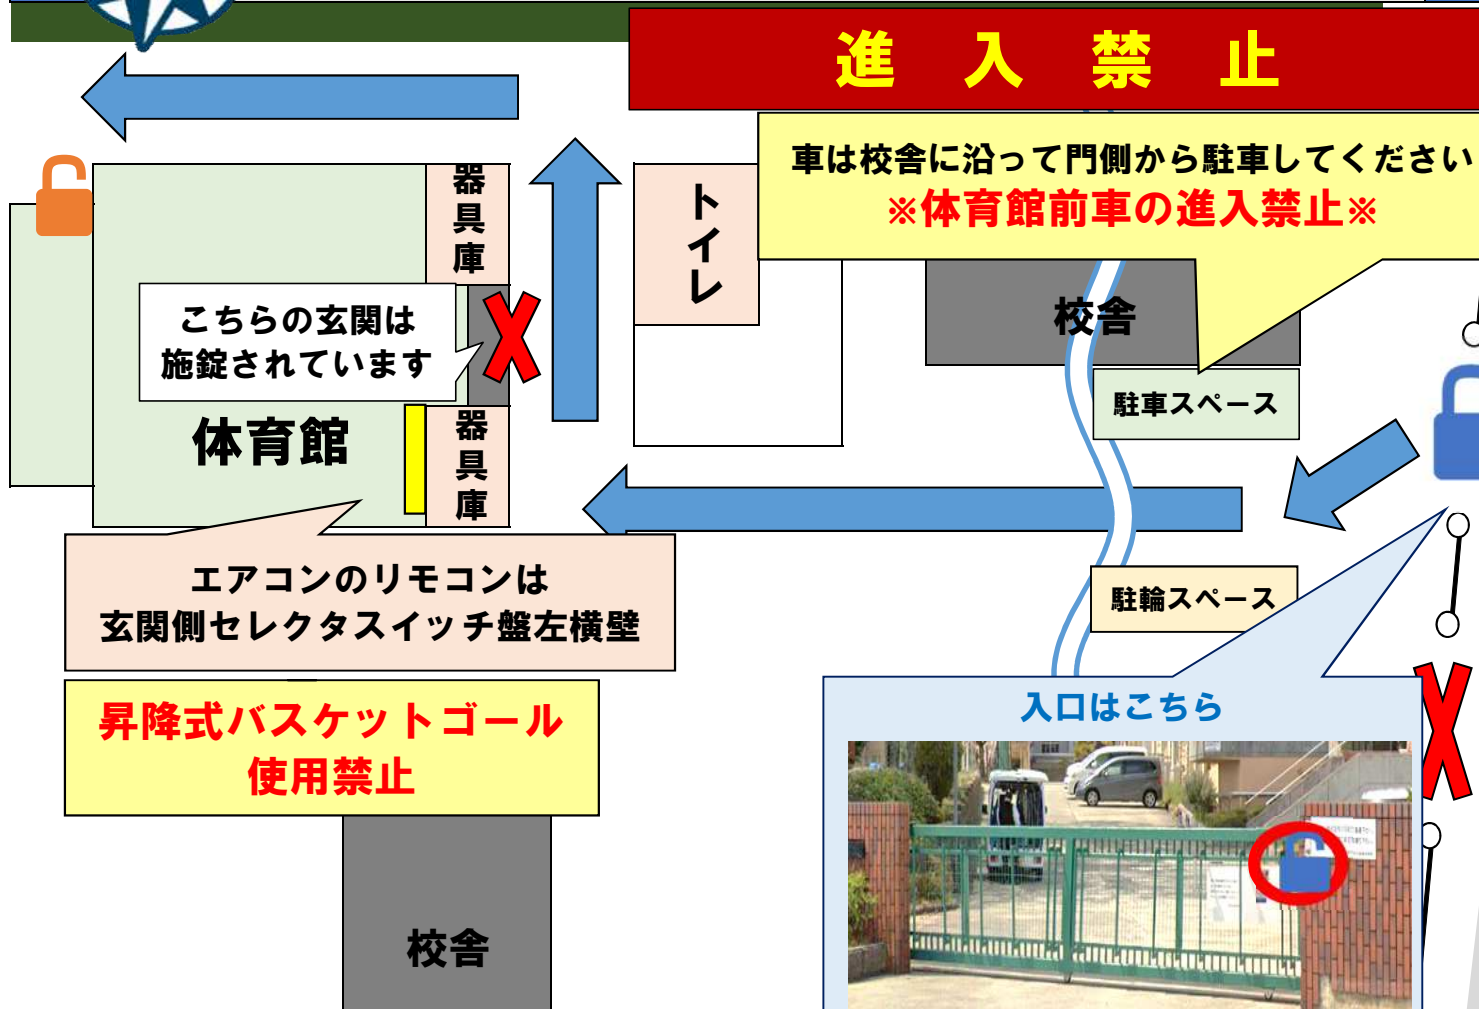 進入禁止
車は校舎に沿って門側から駐車してください
※体育館前車の進入禁止※
器具庫
トイレ
校舎
こちらの玄関は
施錠されています
駐車スペース
体育館
器具庫
エアコンのリモコンは
玄関側セレクタスイッチ盤左横壁
駐輪スペース
昇降式バスケットゴール
使用禁止
入口はこちら
校舎